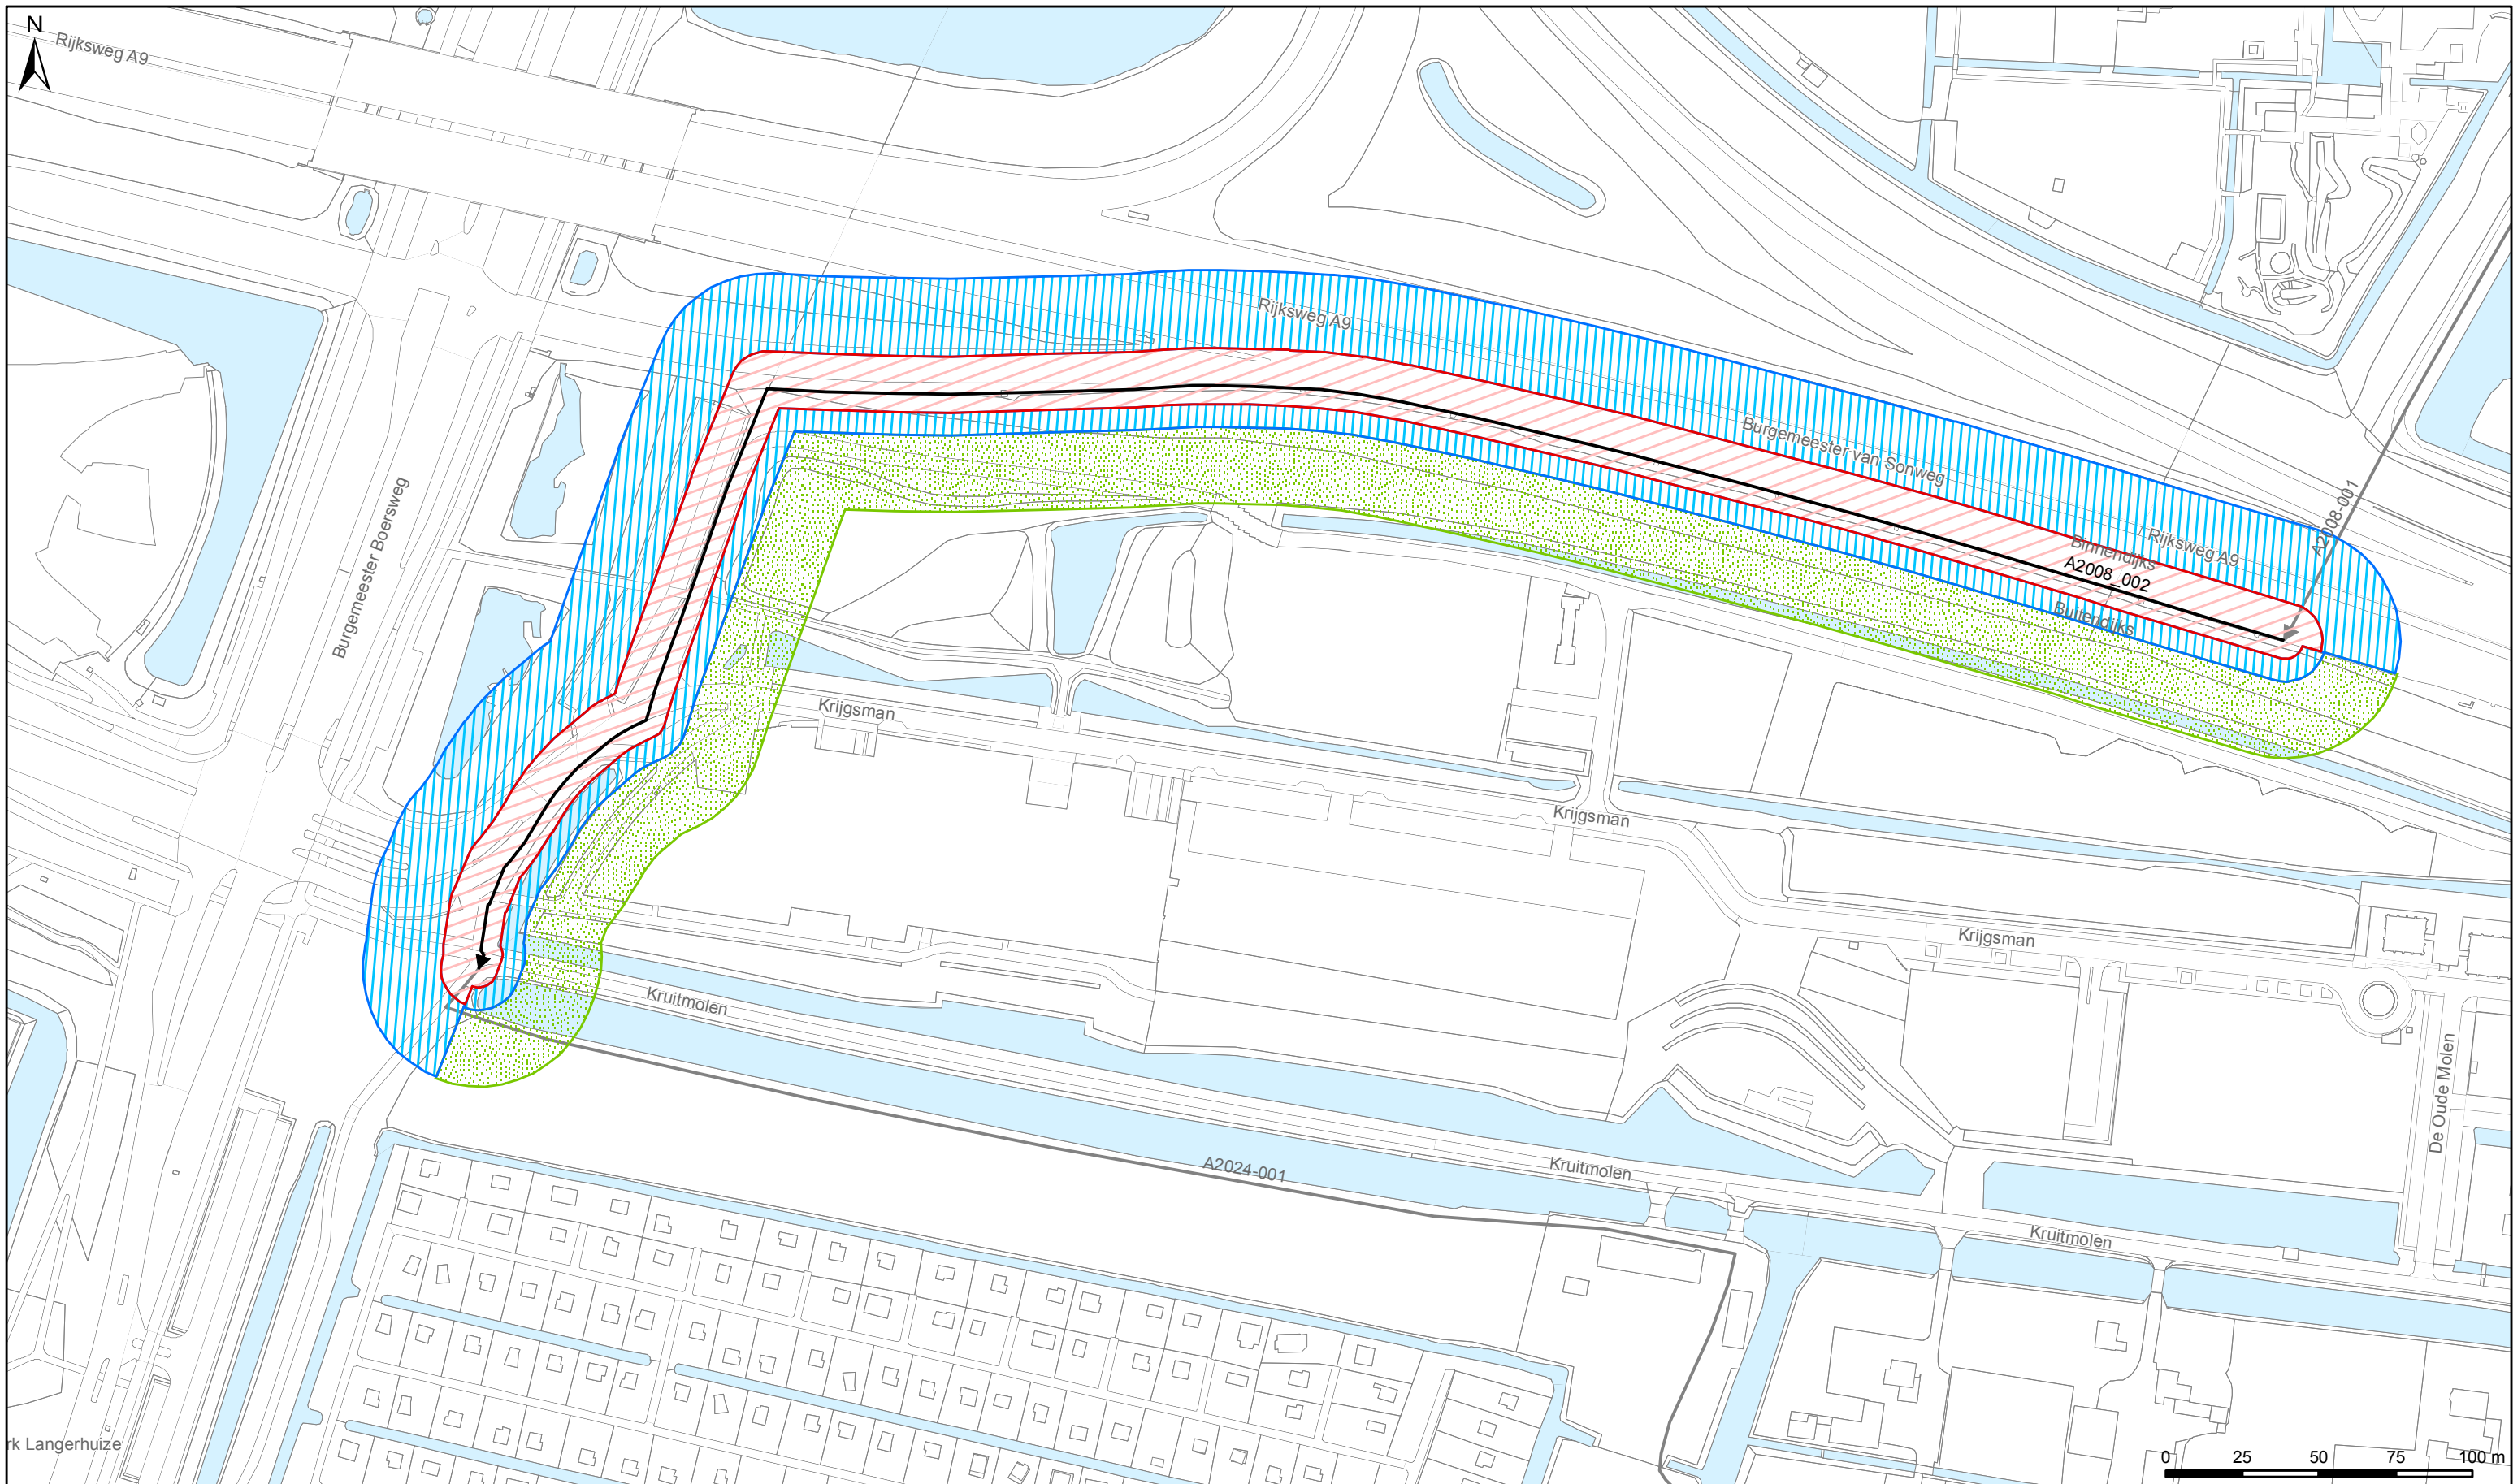 N
Rijksweg A9
Rijksweg A9
Burgemeester van Sonweg
Burgemeester Boersweg
A2008-001
Rijksweg A9
Binnendijks
A2008_002
Buitendijks
Krijgsman
Krijgsman
Krijgsman
Kruitmolen
De Oude Molen
A2024-001
Kruitmolen
Kruitmolen
rk Langerhuize
0 25 50 75 100 m